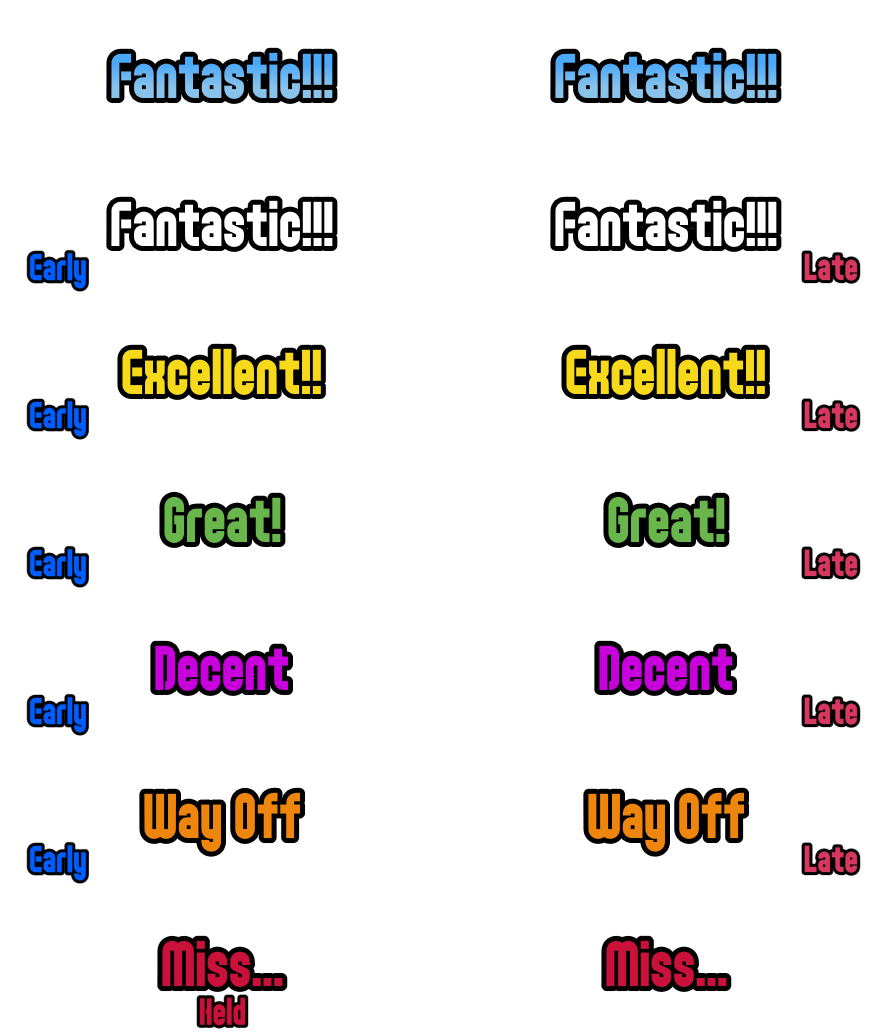 Fantastic!!! Fantastic!!!
Fantastic!!! Fantastic!!!
Early Late
Excellent!! Excellent!!
Early Late
Great! Great!
Early Late
Decent Decent
Early Late
Way Off Way Off
Early Late
Miss... Miss...
Held